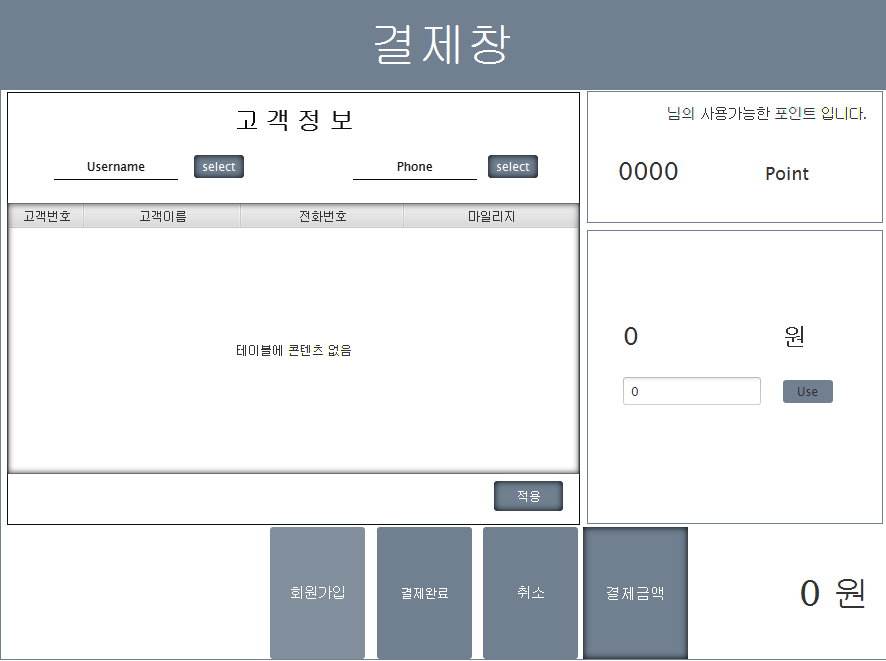 결제창
고객정보
Username select Phone select
고객번호 고객이름 전화번호 마일리지
테이블에 콘텐츠 없음
적용
님의 사용가능한 포인트 입니다.
0000 Point
0 원
0 Use
회원가입 결제완료 취소 결제금액 0 원